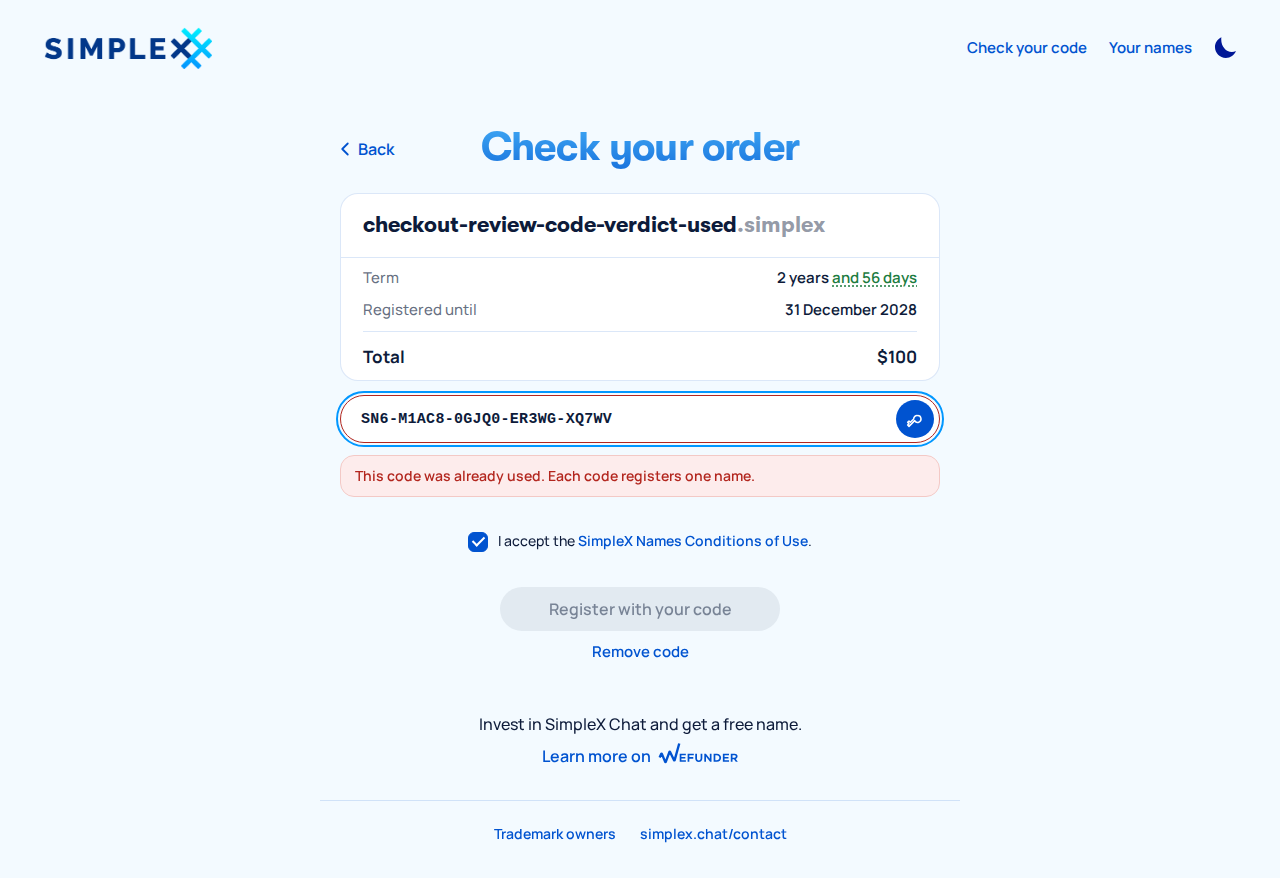 SIMPLEX
Check your code
Your names
Back
Check your order
checkout-review-code-verdict-used.simplex
Term
2 years and 56 days
Registered until
31 December 2028
Total
$100
SN6-M1AC8-0GJQ0-ER3WG-XQ7WV
This code was already used. Each code registers one name.
I accept the SimpleX Names Conditions of Use.
Register with your code
Remove code
Invest in SimpleX Chat and get a free name.
Learn more on WEFUNDER
Trademark owners
simplex.chat/contact